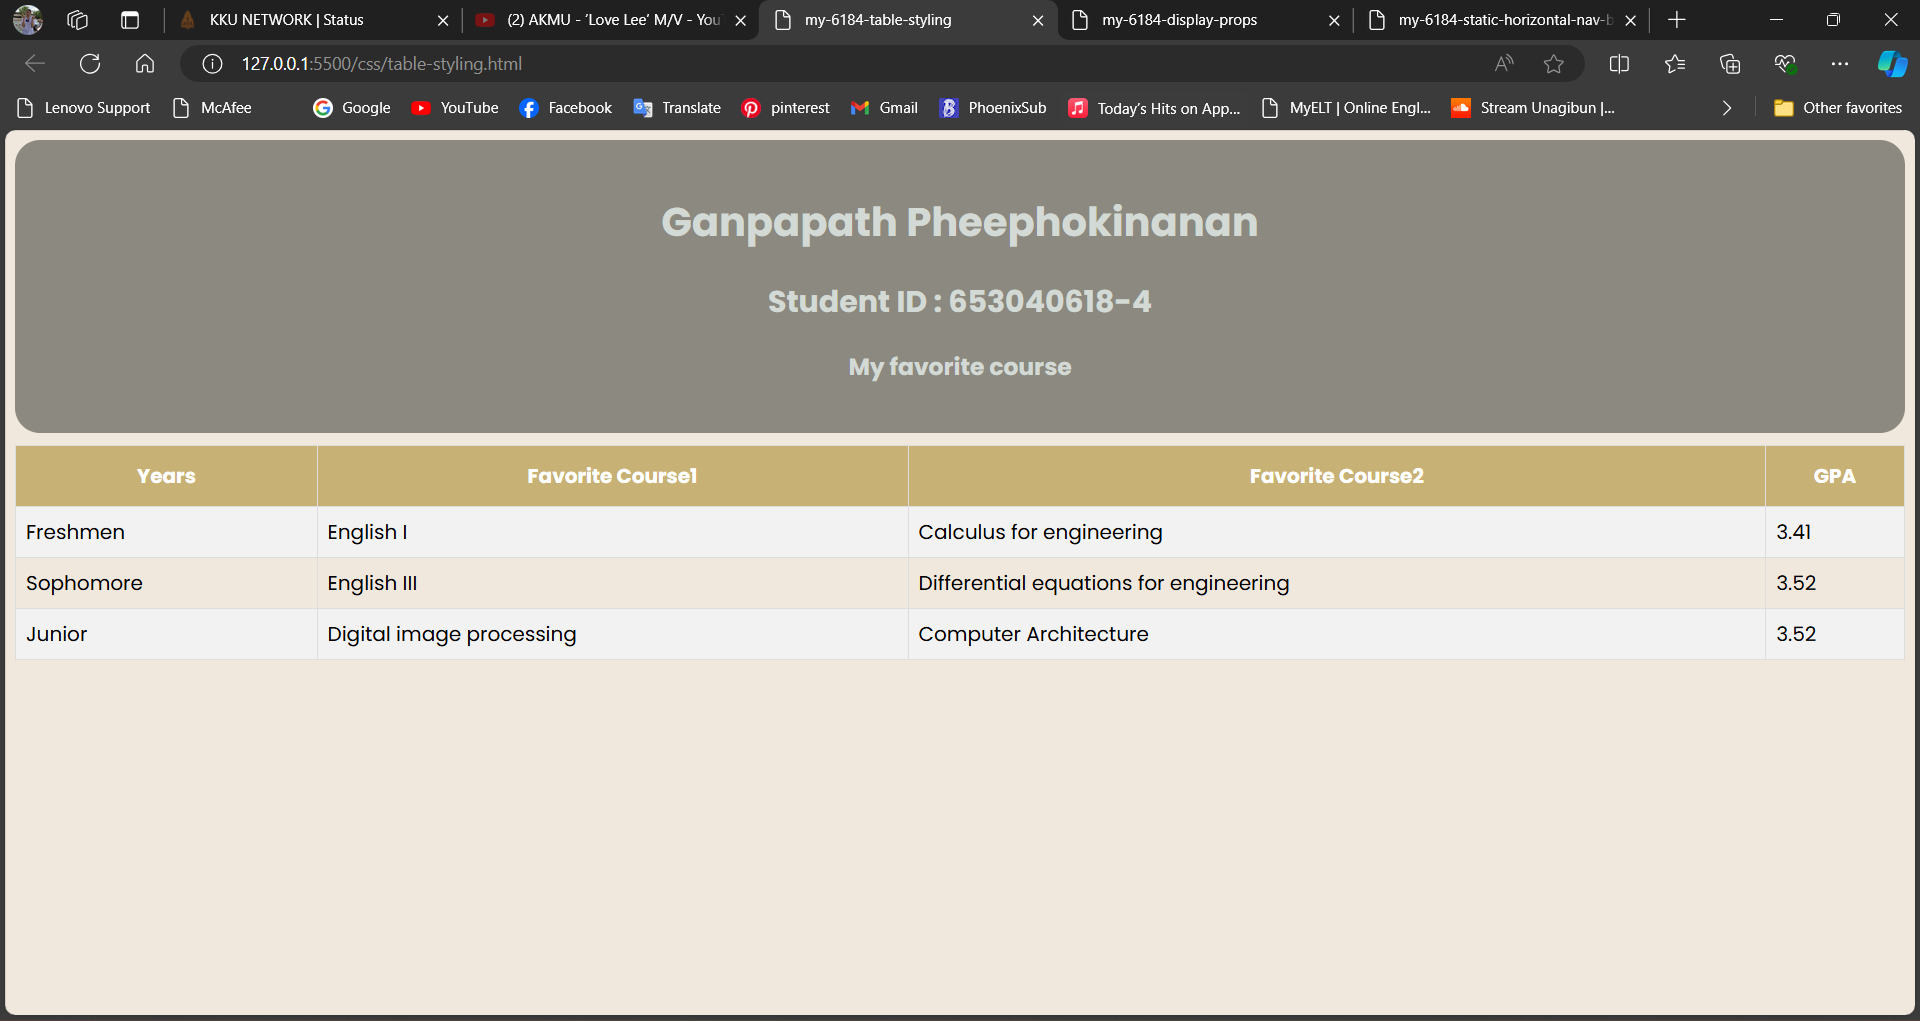 KKU NETWORK | Status
(2) AKMU - 'Love Lee' M/V - You
my-6184-table-styling
my-6184-display-props
my-6184-static-horizontal-nav-b
127.0.0.1:5500/css/table-styling.html
Lenovo Support McAfee Google YouTube Facebook Translate pinterest Gmail PhoenixSub Today's Hits on App... MyELT | Online Engl... Stream Unagibun |... Other favorites
Ganpapath Pheephokinanan
Student ID : 653040618-4
My favorite course
Years Favorite Course1 Favorite Course2 GPA
Freshmen English I Calculus for engineering 3.41
Sophomore English III Differential equations for engineering 3.52
Junior Digital image processing Computer Architecture 3.52